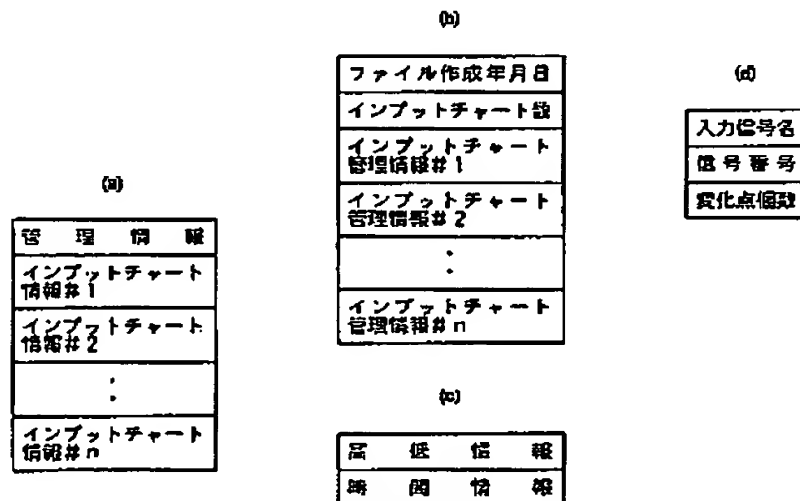 (a)
管理情報
インプットチャート
情報#1
インプットチャート
情報#2
:
インプットチャート
情報#n
(b)
ファイル作成年月日
インプットチャート数
インプットチャート
管理情報#1
インプットチャート
管理情報#2
:
インプットチャート
管理情報#n
(c)
高低情報
時間情報
(d)
入力信号名
信号番号
変化点個数